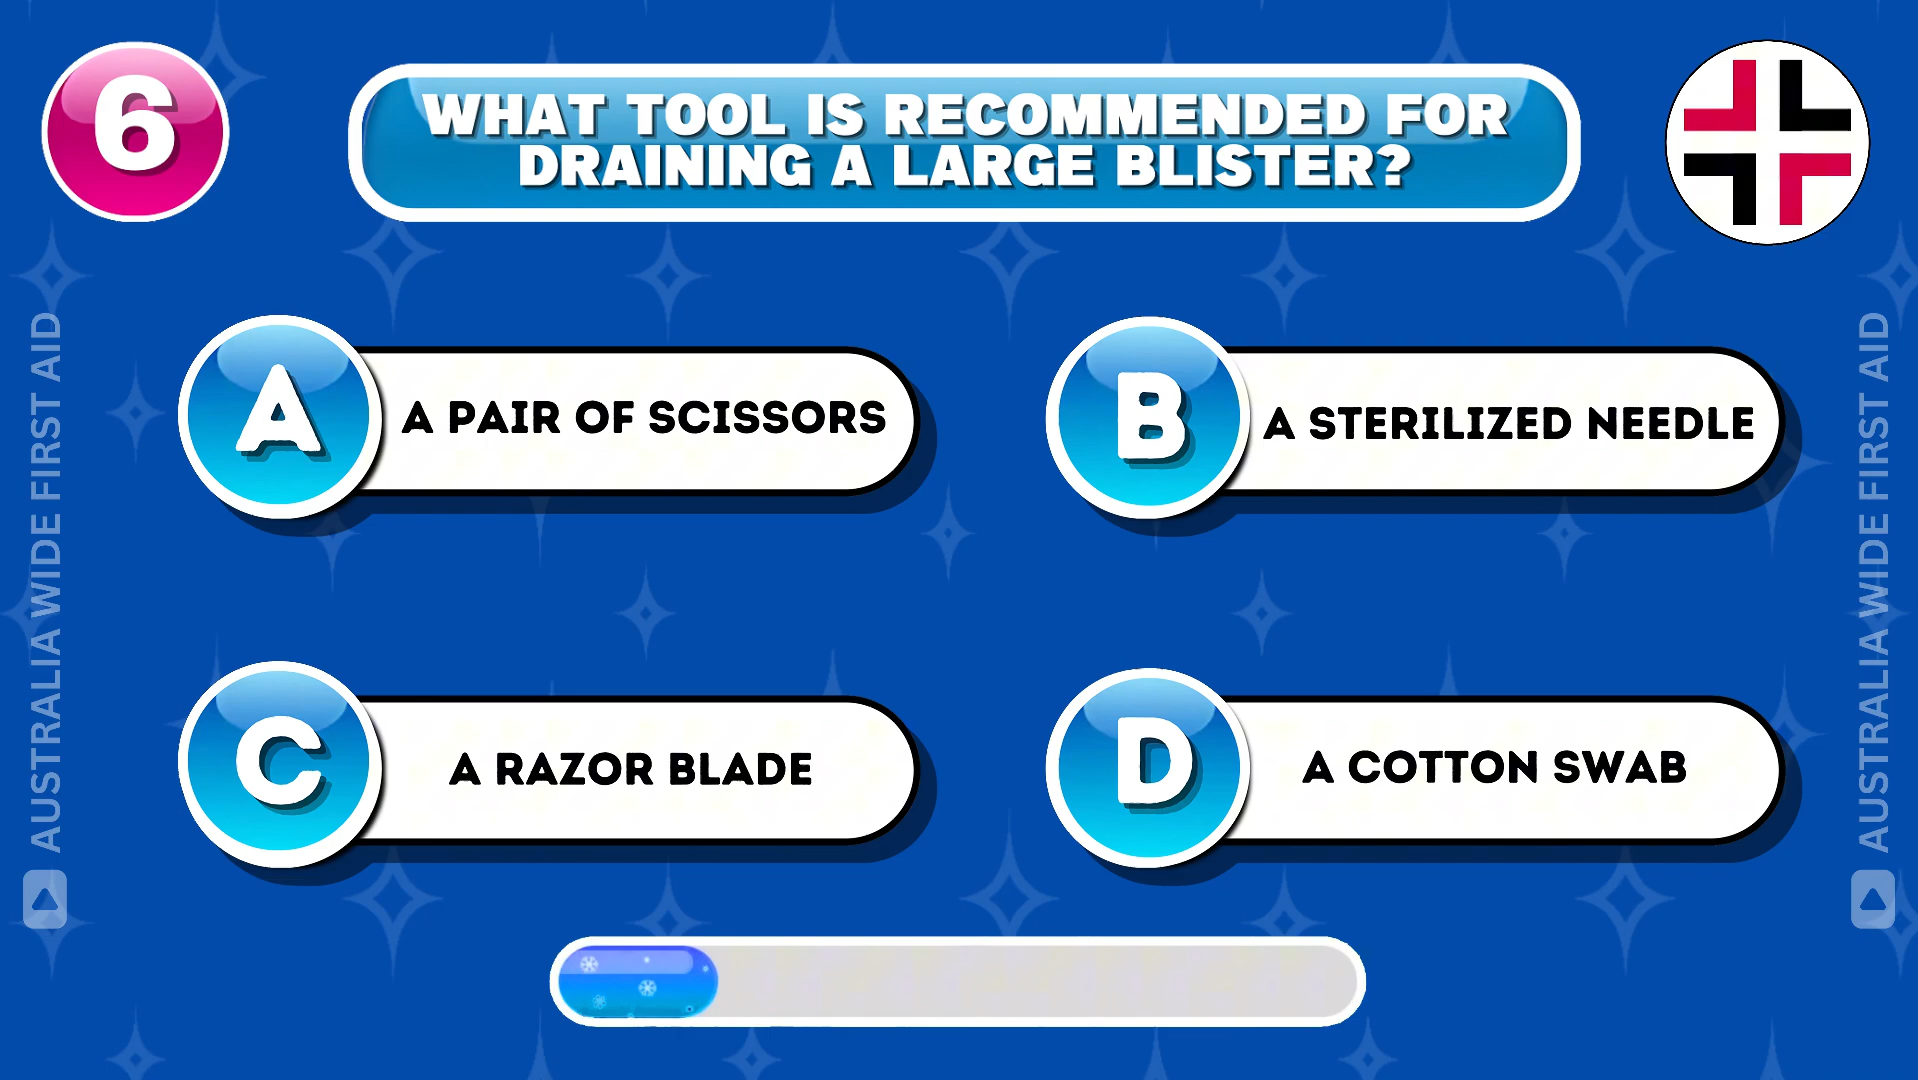 6
WHAT TOOL IS RECOMMENDED FOR
DRAINING A LARGE BLISTER?
A
A PAIR OF SCISSORS
B
A STERILIZED NEEDLE
C
A RAZOR BLADE
D
A COTTON SWAB
AUSTRALIA WIDE FIRST AID
AUSTRALIA WIDE FIRST AID